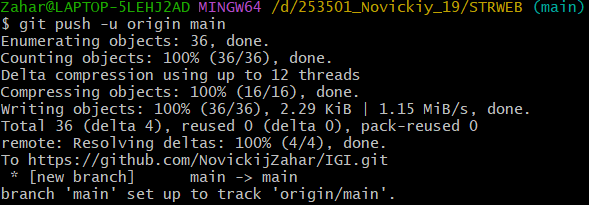 Zahar@LAPTOP-5LEHJ2AD MINGW64 /d/253501_Novickiy_19/STRWEB (main)
$ git push -u origin main
Enumerating objects: 36, done.
Counting objects: 100% (36/36), done.
Delta compression using up to 12 threads
Compressing objects: 100% (16/16), done.
Writing objects: 100% (36/36), 2.29 KiB | 1.15 MiB/s, done.
Total 36 (delta 4), reused 0 (delta 0), pack-reused 0
remote: Resolving deltas: 100% (4/4), done.
To https://github.com/NovickijZahar/IGI.git
 * [new branch]      main -> main
branch 'main' set up to track 'origin/main'.